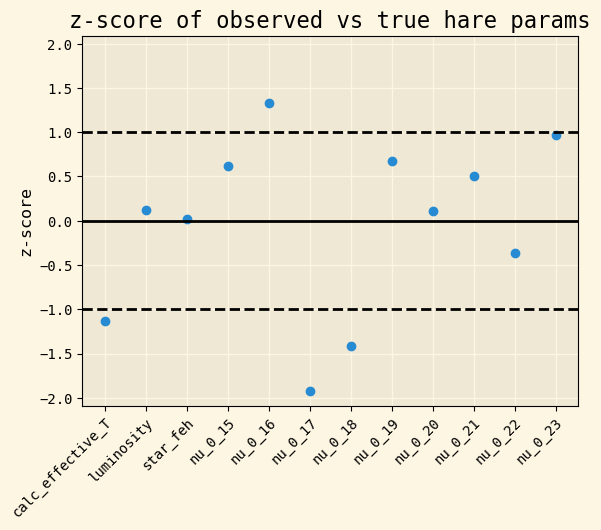 z-score of observed vs true hare params
2.0
1.5
1.0
0.5
0.0
−0.5
−1.0
−1.5
−2.0
z-score
calc_effective_T
luminosity
star_feh
nu_0_15
nu_0_16
nu_0_17
nu_0_18
nu_0_19
nu_0_20
nu_0_21
nu_0_22
nu_0_23